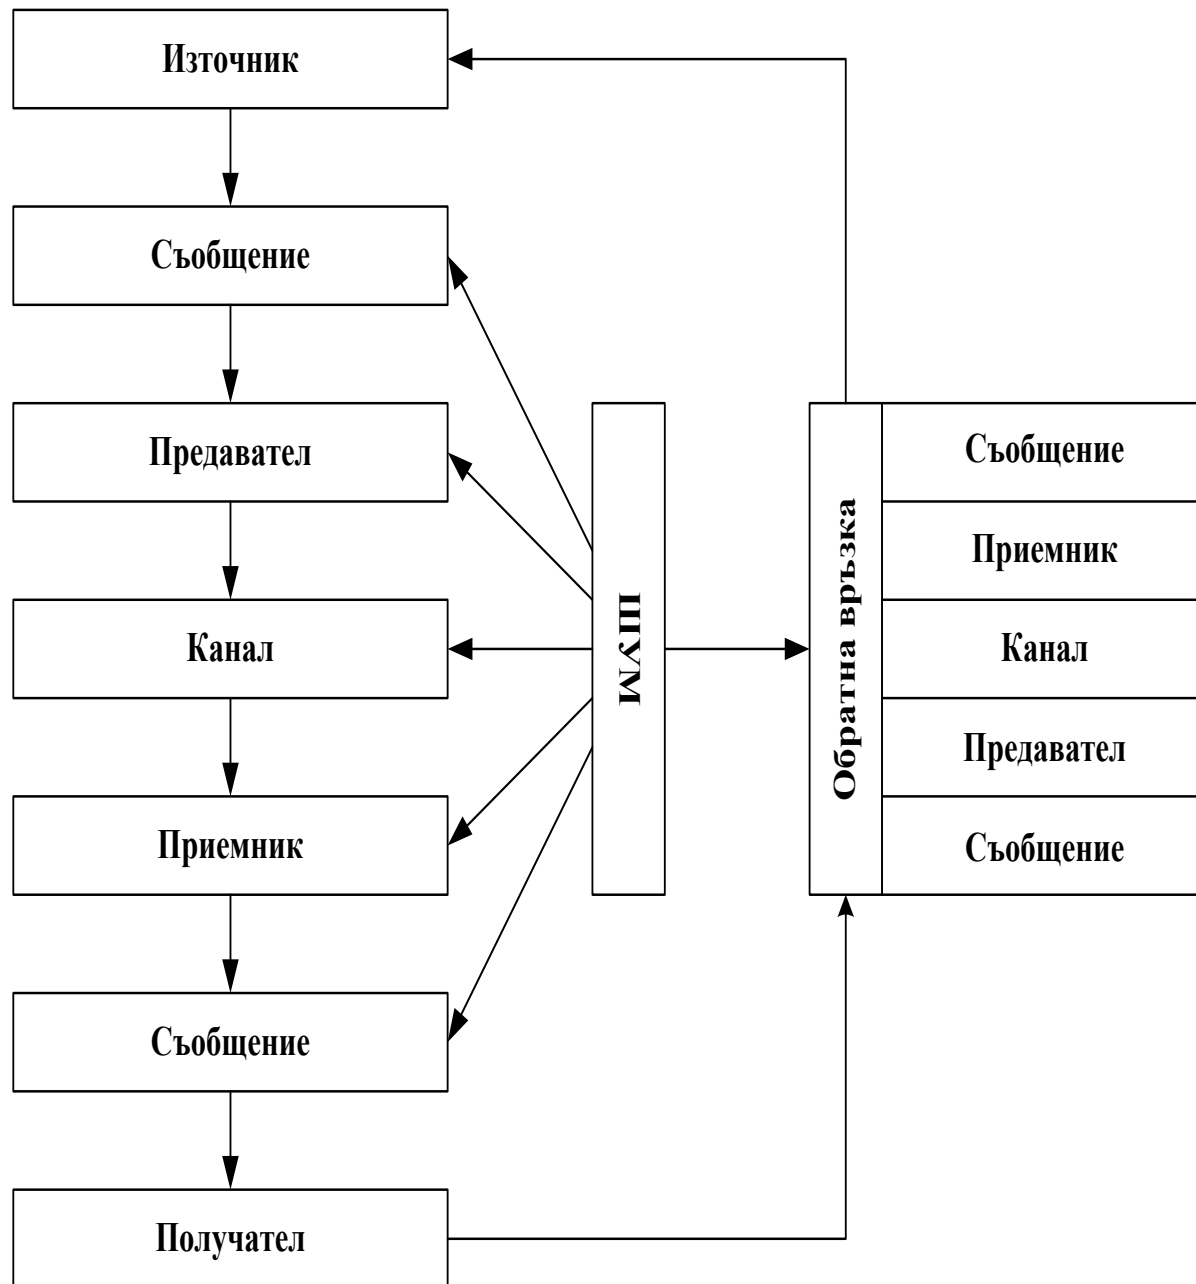 Източник
Съобщение
Предавател
Канал
Приемник
Съобщение
Получател
ШУМ
Обратна връзка
Съобщение
Приемник
Канал
Предавател
Съобщение